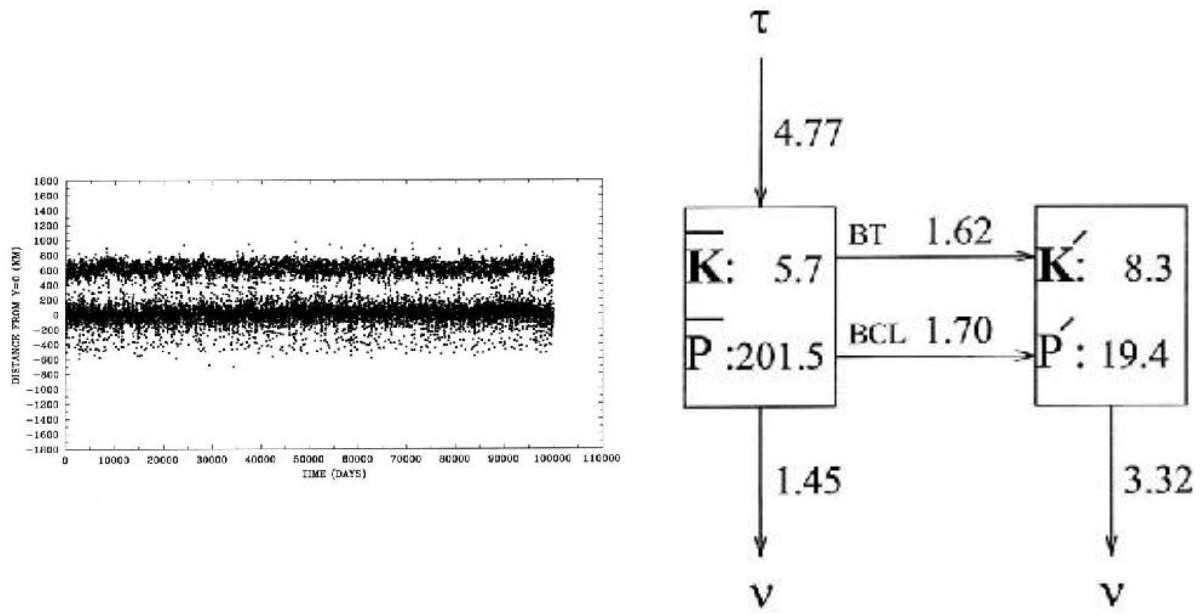 1800
1600
1400
1200
1000
800
600
400
200
0
-200
-400
-600
-800
-1000
-1200
-1400
-1600
-1800
DISTANCE FROM Y=0 (KM)
0 10000 20000 30000 40000 50000 60000 70000 80000 90000 100000 110000
TIME (DAYS)
τ
4.77
BT 1.62
K̅: 5.7
K′: 8.3
BCL 1.70
P̅:201.5
P′: 19.4
1.45
3.32
ν ν